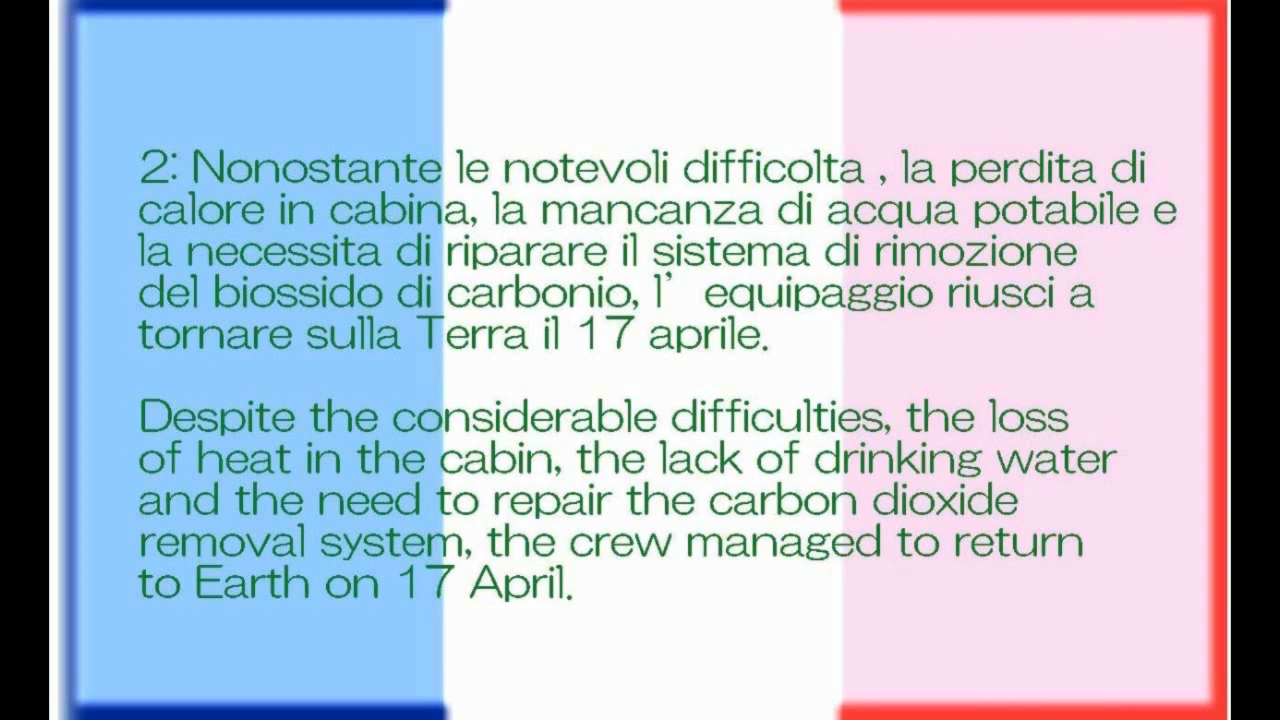 2: Nonostante le notevoli difficolta , la perdita di
calore in cabina, la mancanza di acqua potabile e
la necessita di riparare il sistema di rimozione
del biossido di carbonio, l’ equipaggio riusci a
tornare sulla Terra il 17 aprile.
Despite the considerable difficulties, the loss
of heat in the cabin, the lack of drinking water
and the need to repair the carbon dioxide
removal system, the crew managed to return
to Earth on 17 April.